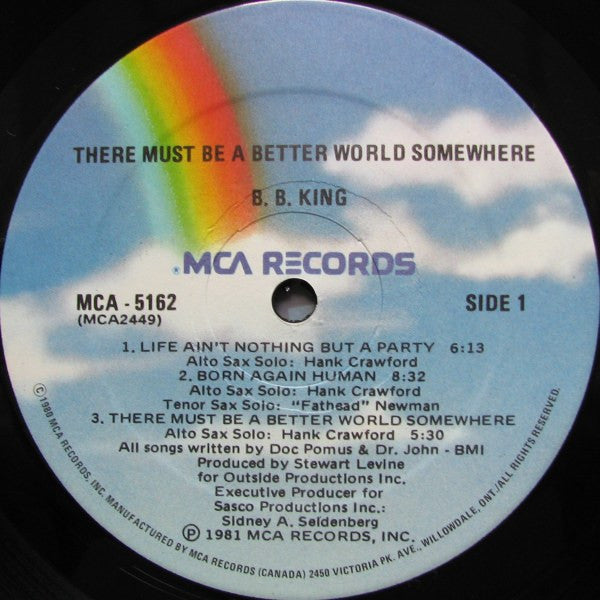 THERE MUST BE A BETTER WORLD SOMEWHERE
B. B. KING
®MCA RECORDS
MCA - 5162
(MCA2449)
SIDE 1
1. LIFE AIN'T NOTHING BUT A PARTY 6:13
Alto Sax Solo: Hank Crawford
2. BORN AGAIN HUMAN 8:32
Alto Sax Solo: Hank Crawford
Tenor Sax Solo: "Fathead" Newman
3. THERE MUST BE A BETTER WORLD SOMEWHERE
Alto Sax Solo: Hank Crawford 5:30
All songs written by Doc Pomus & Dr. John - BMI
Produced by Stewart Levine
for Outside Productions Inc.
Executive Producer for
Sasco Productions Inc.:
Sidney A. Seidenberg
℗ 1981 MCA RECORDS, INC.
© 1980 MCA RECORDS, INC. MANUFACTURED BY MCA RECORDS (CANADA) 2450 VICTORIA PK. AVE., WILLOWDALE, ONT./ALL RIGHTS RESERVED.